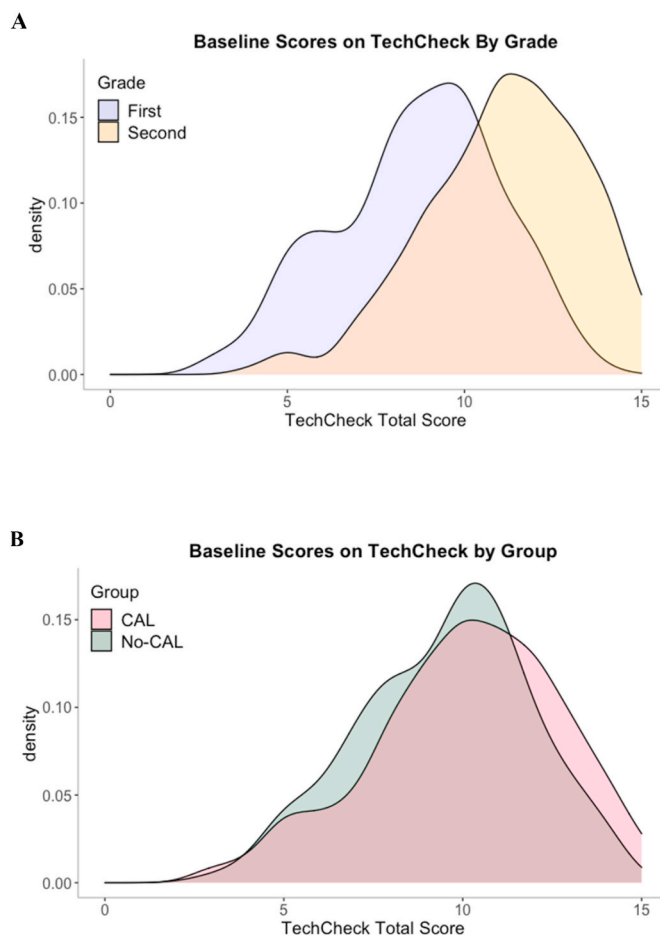 A
Baseline Scores on TechCheck By Grade
Grade
First
Second
0.15
0.10
0.05
0.00
density
0 5 10 15
TechCheck Total Score
B
Baseline Scores on TechCheck by Group
Group
CAL
No-CAL
0.15
0.10
0.05
0.00
density
0 5 10 15
TechCheck Total Score